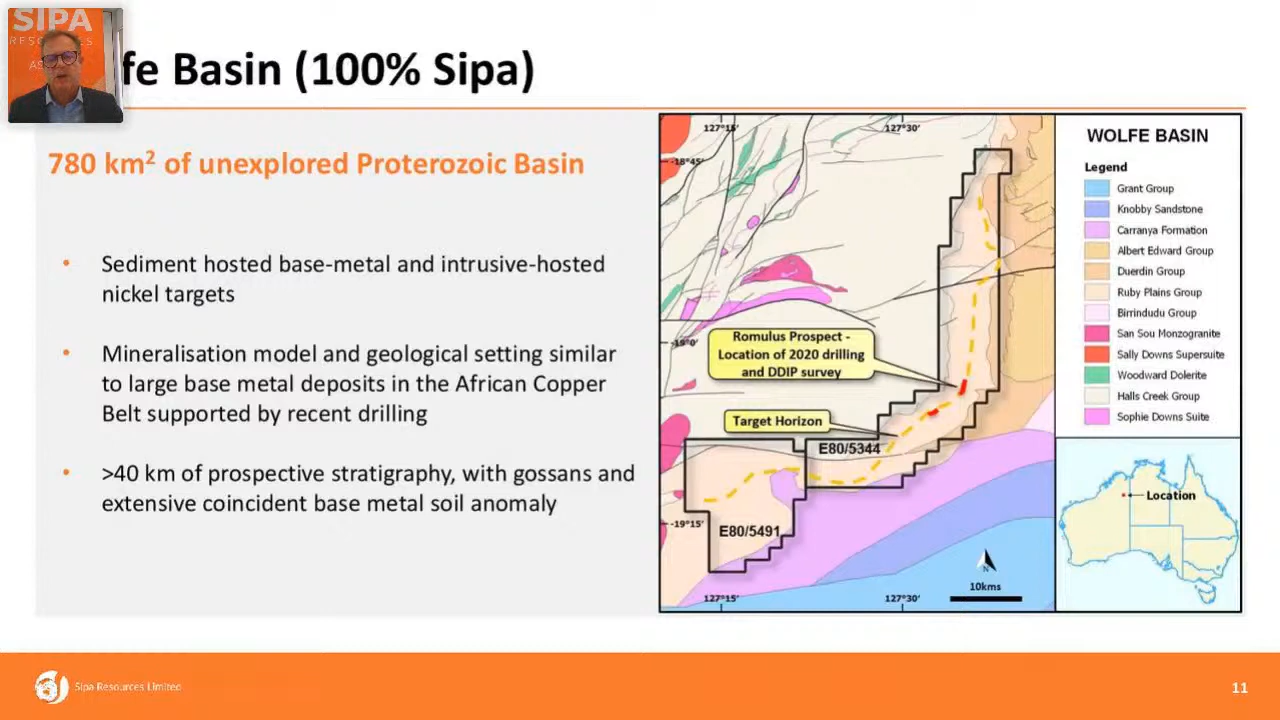 SIPA
fe Basin (100% Sipa)
780 km² of unexplored Proterozoic Basin
• Sediment hosted base-metal and intrusive-hosted
nickel targets
• Mineralisation model and geological setting similar
to large base metal deposits in the African Copper
Belt supported by recent drilling
• >40 km of prospective stratigraphy, with gossans and
extensive coincident base metal soil anomaly
127°15'
127°30'
-18°45'
-19°0'
-19°15'
Romulus Prospect -
Location of 2020 drilling
and DDIP survey
Target Horizon
E80/5344
E80/5491
N
10kms
127°15'
127°30'
WOLFE BASIN
Legend
Grant Group
Knobby Sandstone
Carranya Formation
Albert Edward Group
Duerdin Group
Ruby Plains Group
Birrindudu Group
San Sou Monzogranite
Sally Downs Supersuite
Woodward Dolerite
Halls Creek Group
Sophie Downs Suite
Location
Sipa Resources Limited
11